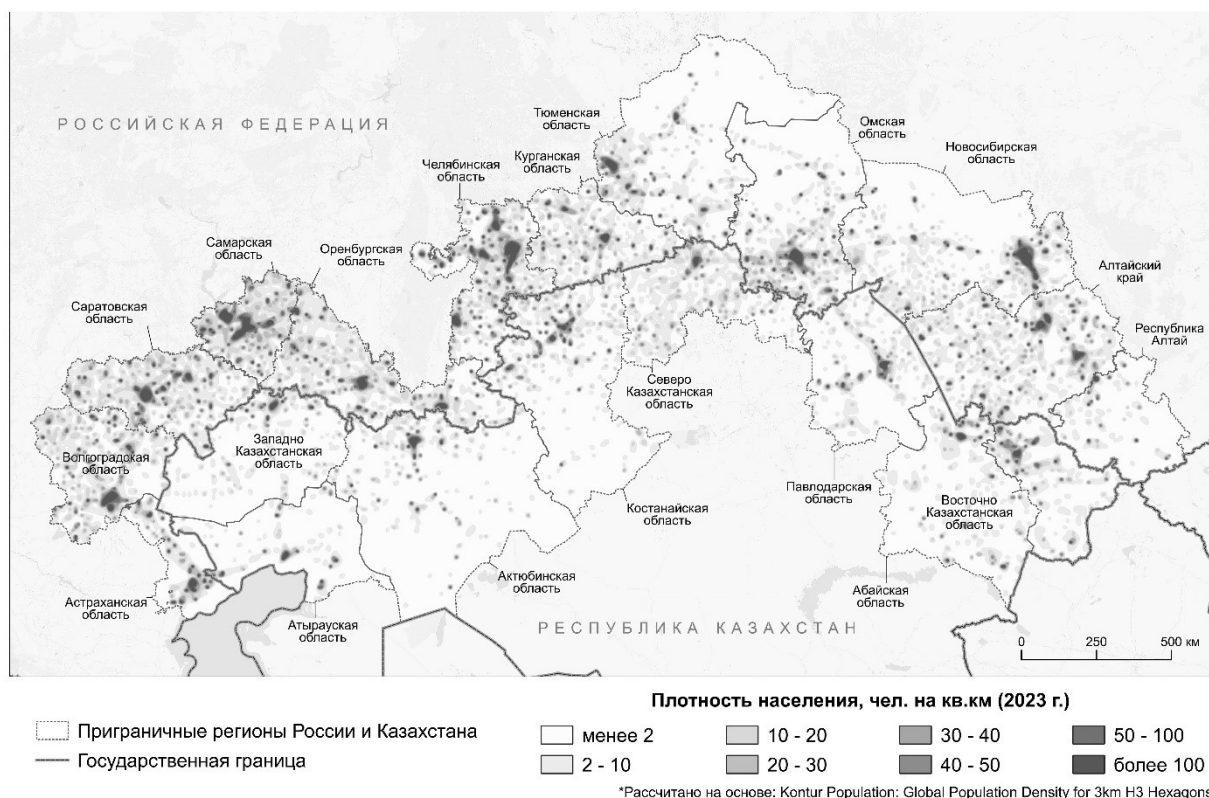 РОССИЙСКАЯ ФЕДЕРАЦИЯ
Тюменская
область
Омская
область
Новосибирская
область
Курганская
область
Челябинская
область
Самарская
область
Оренбургская
область
Алтайский
край
Саратовская
область
Республика
Алтай
Северо
Казахстанская
область
Западно
Казахстанская
область
Волгоградская
область
Павлодарская
область
Восточно
Казахстанская
область
Костанайская
область
Актюбинская
область
Абайская
область
Астраханская
область
Атырауская
область
РЕСПУБЛИКА КАЗАХСТАН
0 250 500 км
Плотность населения, чел. на кв.км (2023 г.)
Приграничные регионы России и Казахстана
Государственная граница
менее 2
10 - 20
30 - 40
50 - 100
2 - 10
20 - 30
40 - 50
более 100
*Рассчитано на основе: Kontur Population: Global Population Density for 3km H3 Hexagons